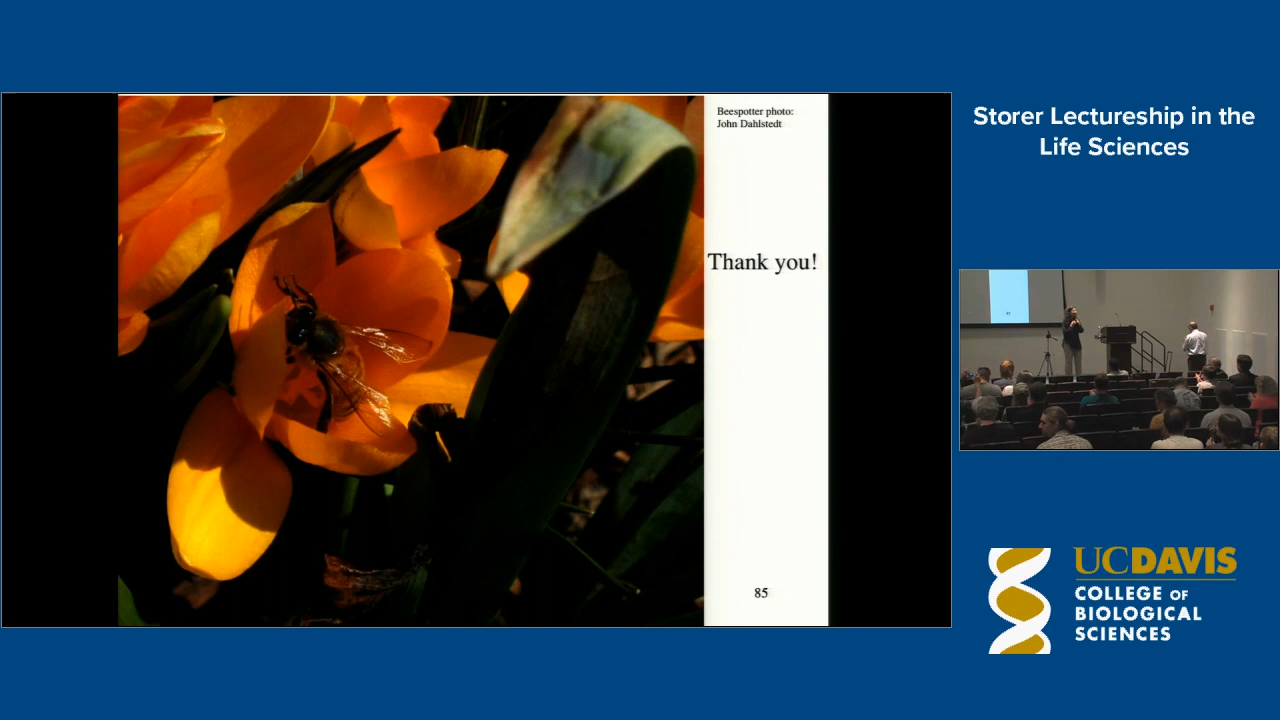 Beespotter photo:
John Dahlstedt
Thank you!
85
Storer Lectureship in the
Life Sciences
UCDAVIS
COLLEGE OF
BIOLOGICAL
SCIENCES